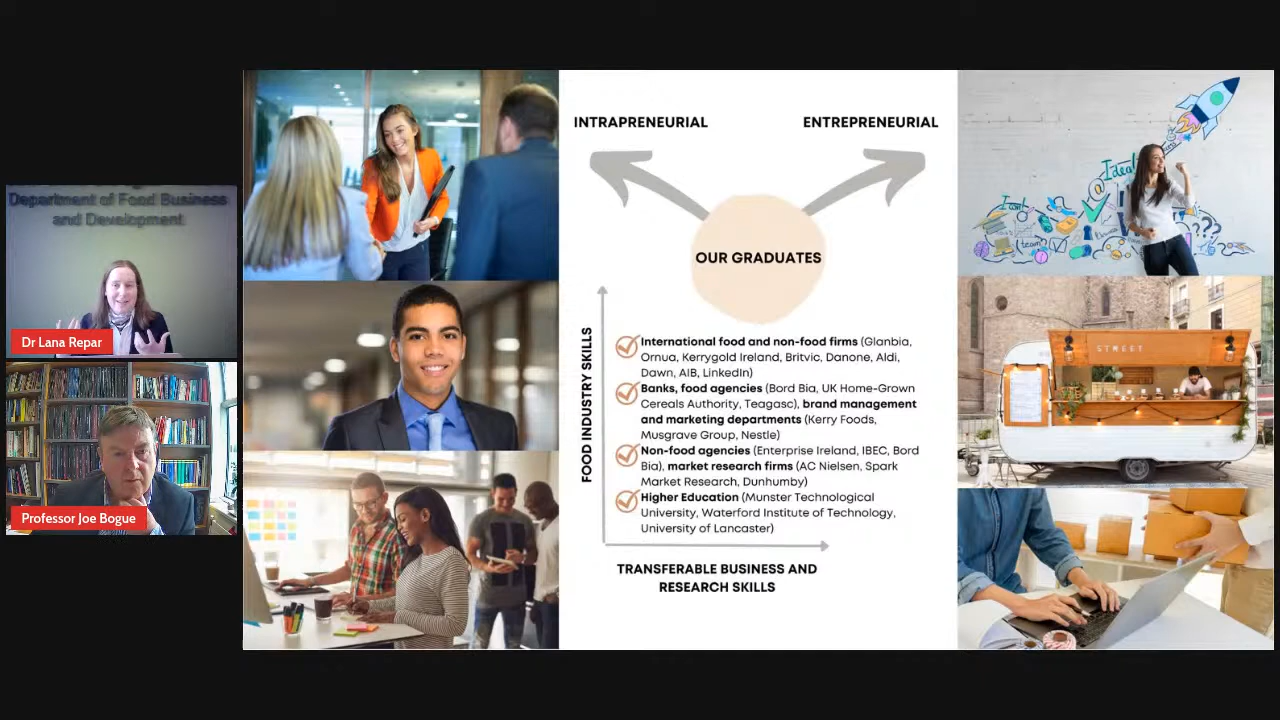 Department of Food Business
and Development
Dr Lana Repar
Professor Joe Bogue
INTRAPRENEURIAL
ENTREPRENEURIAL
OUR GRADUATES
FOOD INDUSTRY SKILLS
International food and non-food firms (Glanbia,
Ornua, Kerrygold Ireland, Britvic, Danone, Aldi,
Dawn, AIB, LinkedIn)
Banks, food agencies (Bord Bia, UK Home-Grown
Cereals Authority, Teagasc), brand management
and marketing departments (Kerry Foods,
Musgrave Group, Nestle)
Non-food agencies (Enterprise Ireland, IBEC, Bord
Bia), market research firms (AC Nielsen, Spark
Market Research, Dunhumby)
Higher Education (Munster Technological
University, Waterford Institute of Technology,
University of Lancaster)
TRANSFERABLE BUSINESS AND
RESEARCH SKILLS
Idea
team
STREET